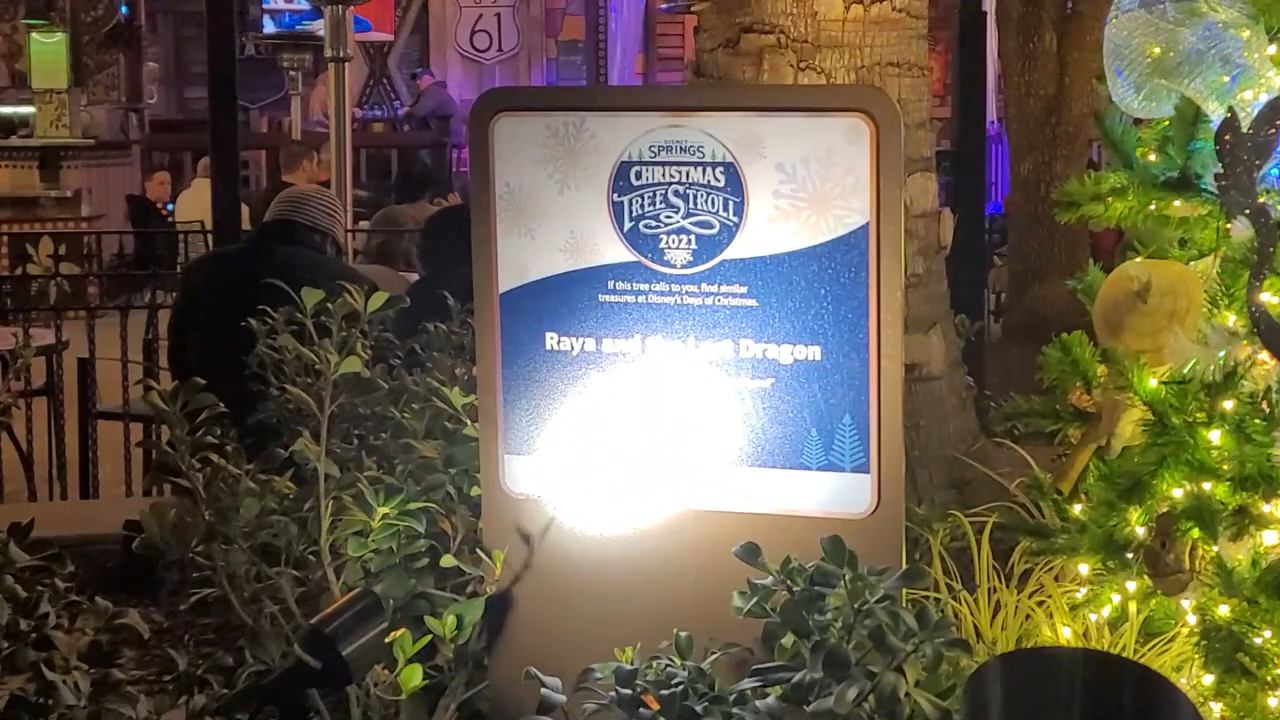 US
61
DISNEY
SPRINGS
CHRISTMAS
TREE STROLL
2021
If this tree calls to you, find similar
treasures at Disney's Days of Christmas.
Raya and the Last Dragon